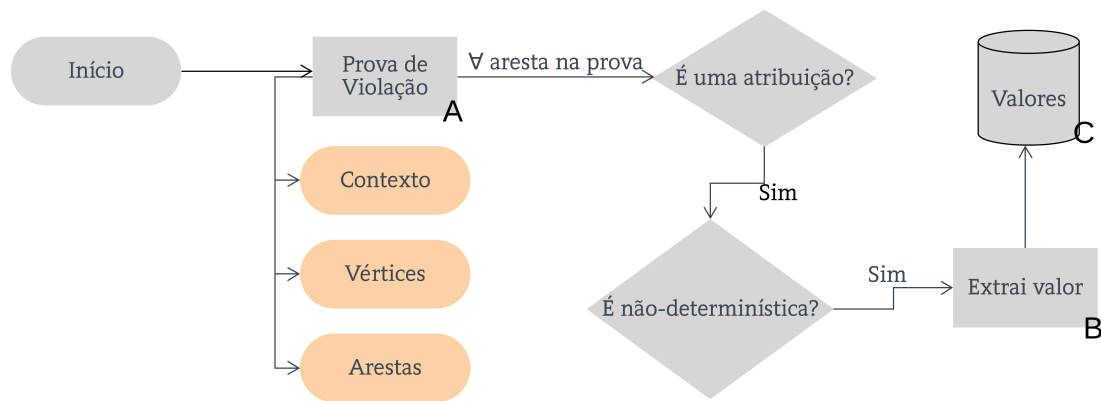 Início
Prova de
Violação
A
∀ aresta na prova
É uma atribuição?
Valores
C
Contexto
Sim
Vértices
É não-determinística?
Sim
Extrai valor
B
Arestas